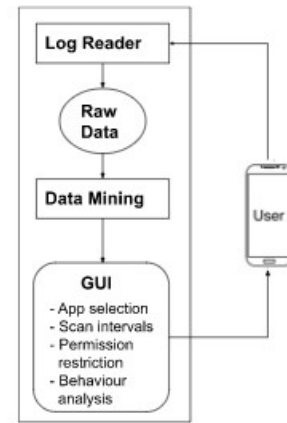 Log Reader
Raw
Data
Data Mining
User
GUI
- App selection
- Scan intervals
- Permission
restriction
- Behaviour
analysis